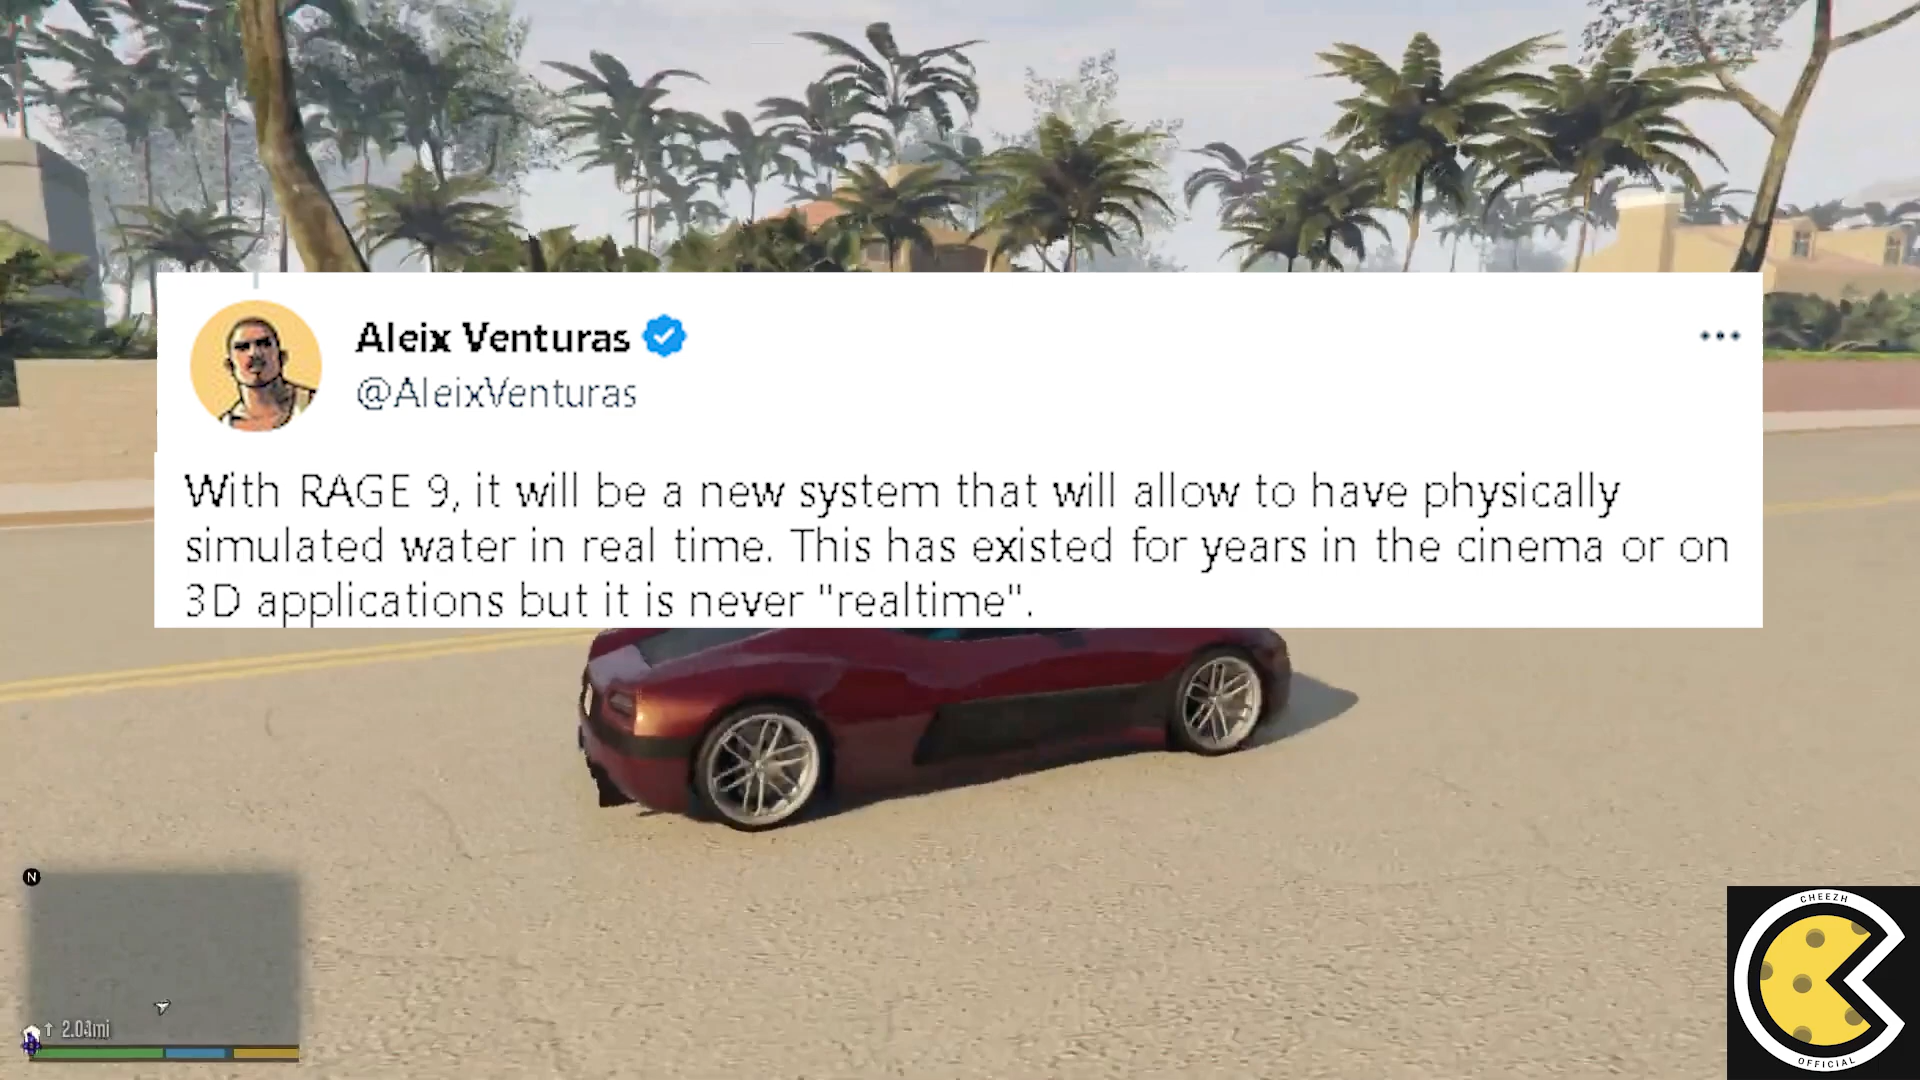 Aleix Venturas
@AleixVenturas
With RAGE 9, it will be a new system that will allow to have physically
simulated water in real time. This has existed for years in the cinema or on
3D applications but it is never "realtime".
N
CHEEZH
OFFICIAL